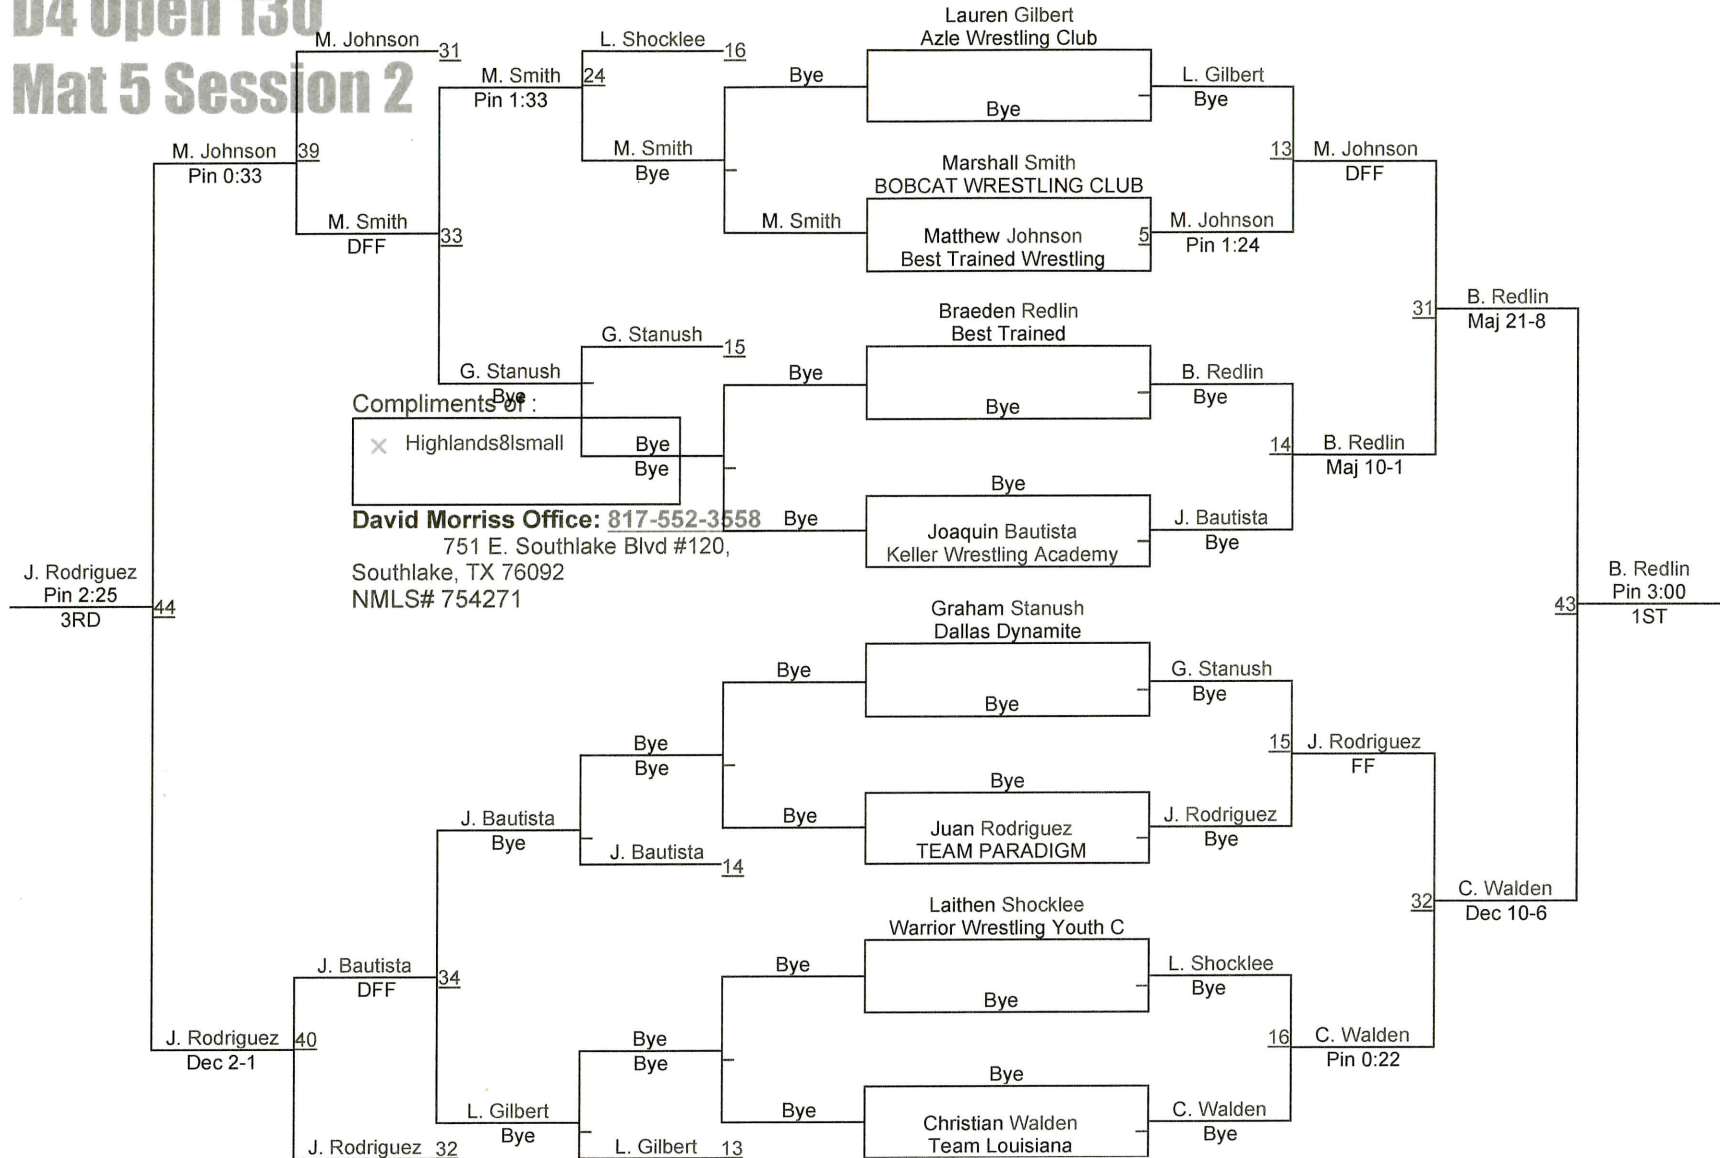 D4 Open 130
Mat 5 Session 2
M. Johnson
31
M. Smith
Pin 1:33
24
L. Shocklee
16
M. Smith
Bye
M. Johnson
Pin 0:33
39
M. Smith
DFF
33
G. Stanush
Bye
G. Stanush
15
Bye
Bye
Bye
Compliments of :
Highlands8lsmall
David Morriss Office: 817-552-3558
751 E. Southlake Blvd #120,
Southlake, TX 76092
NMLS# 754271
J. Rodriguez
Pin 2:25
3RD
44
Bye
Bye
J. Bautista
Bye
J. Bautista
14
J. Bautista
DFF
34
J. Rodriguez
Dec 2-1
40
Bye
Bye
L. Gilbert
Bye
L. Gilbert 13
J. Rodriguez 32
Bye
M. Smith
Bye
Bye
Bye
Bye
Bye
Bye
Lauren Gilbert
Azle Wrestling Club
Bye
Marshall Smith
BOBCAT WRESTLING CLUB
Matthew Johnson
Best Trained Wrestling
5
Braeden Redlin
Best Trained
Bye
Bye
Joaquin Bautista
Keller Wrestling Academy
Graham Stanush
Dallas Dynamite
Bye
Bye
Juan Rodriguez
TEAM PARADIGM
Laithen Shocklee
Warrior Wrestling Youth C
Bye
Bye
Christian Walden
Team Louisiana
L. Gilbert
Bye
13
M. Johnson
DFF
M. Johnson
Pin 1:24
B. Redlin
Bye
14
B. Redlin
Maj 10-1
J. Bautista
Bye
31
B. Redlin
Maj 21-8
G. Stanush
Bye
15
J. Rodriguez
FF
J. Rodriguez
Bye
L. Shocklee
Bye
16
C. Walden
Pin 0:22
C. Walden
Bye
32
C. Walden
Dec 10-6
43
B. Redlin
Pin 3:00
1ST